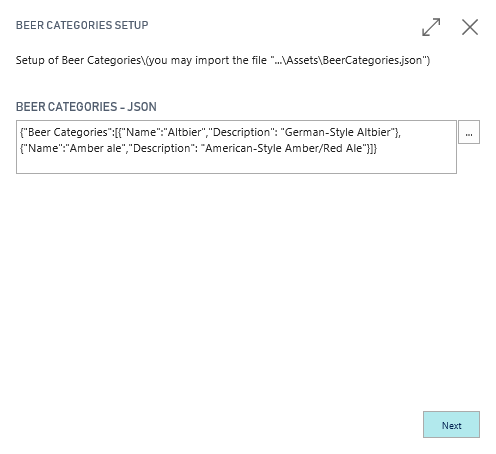 BEER CATEGORIES SETUP
Setup of Beer Categories\(you may import the file "...\Assets\BeerCategories.json")
BEER CATEGORIES - JSON
{"Beer Categories":[{"Name":"Altbier","Description": "German-Style Altbier"},
{"Name":"Amber ale","Description": "American-Style Amber/Red Ale"}]}
...
Next